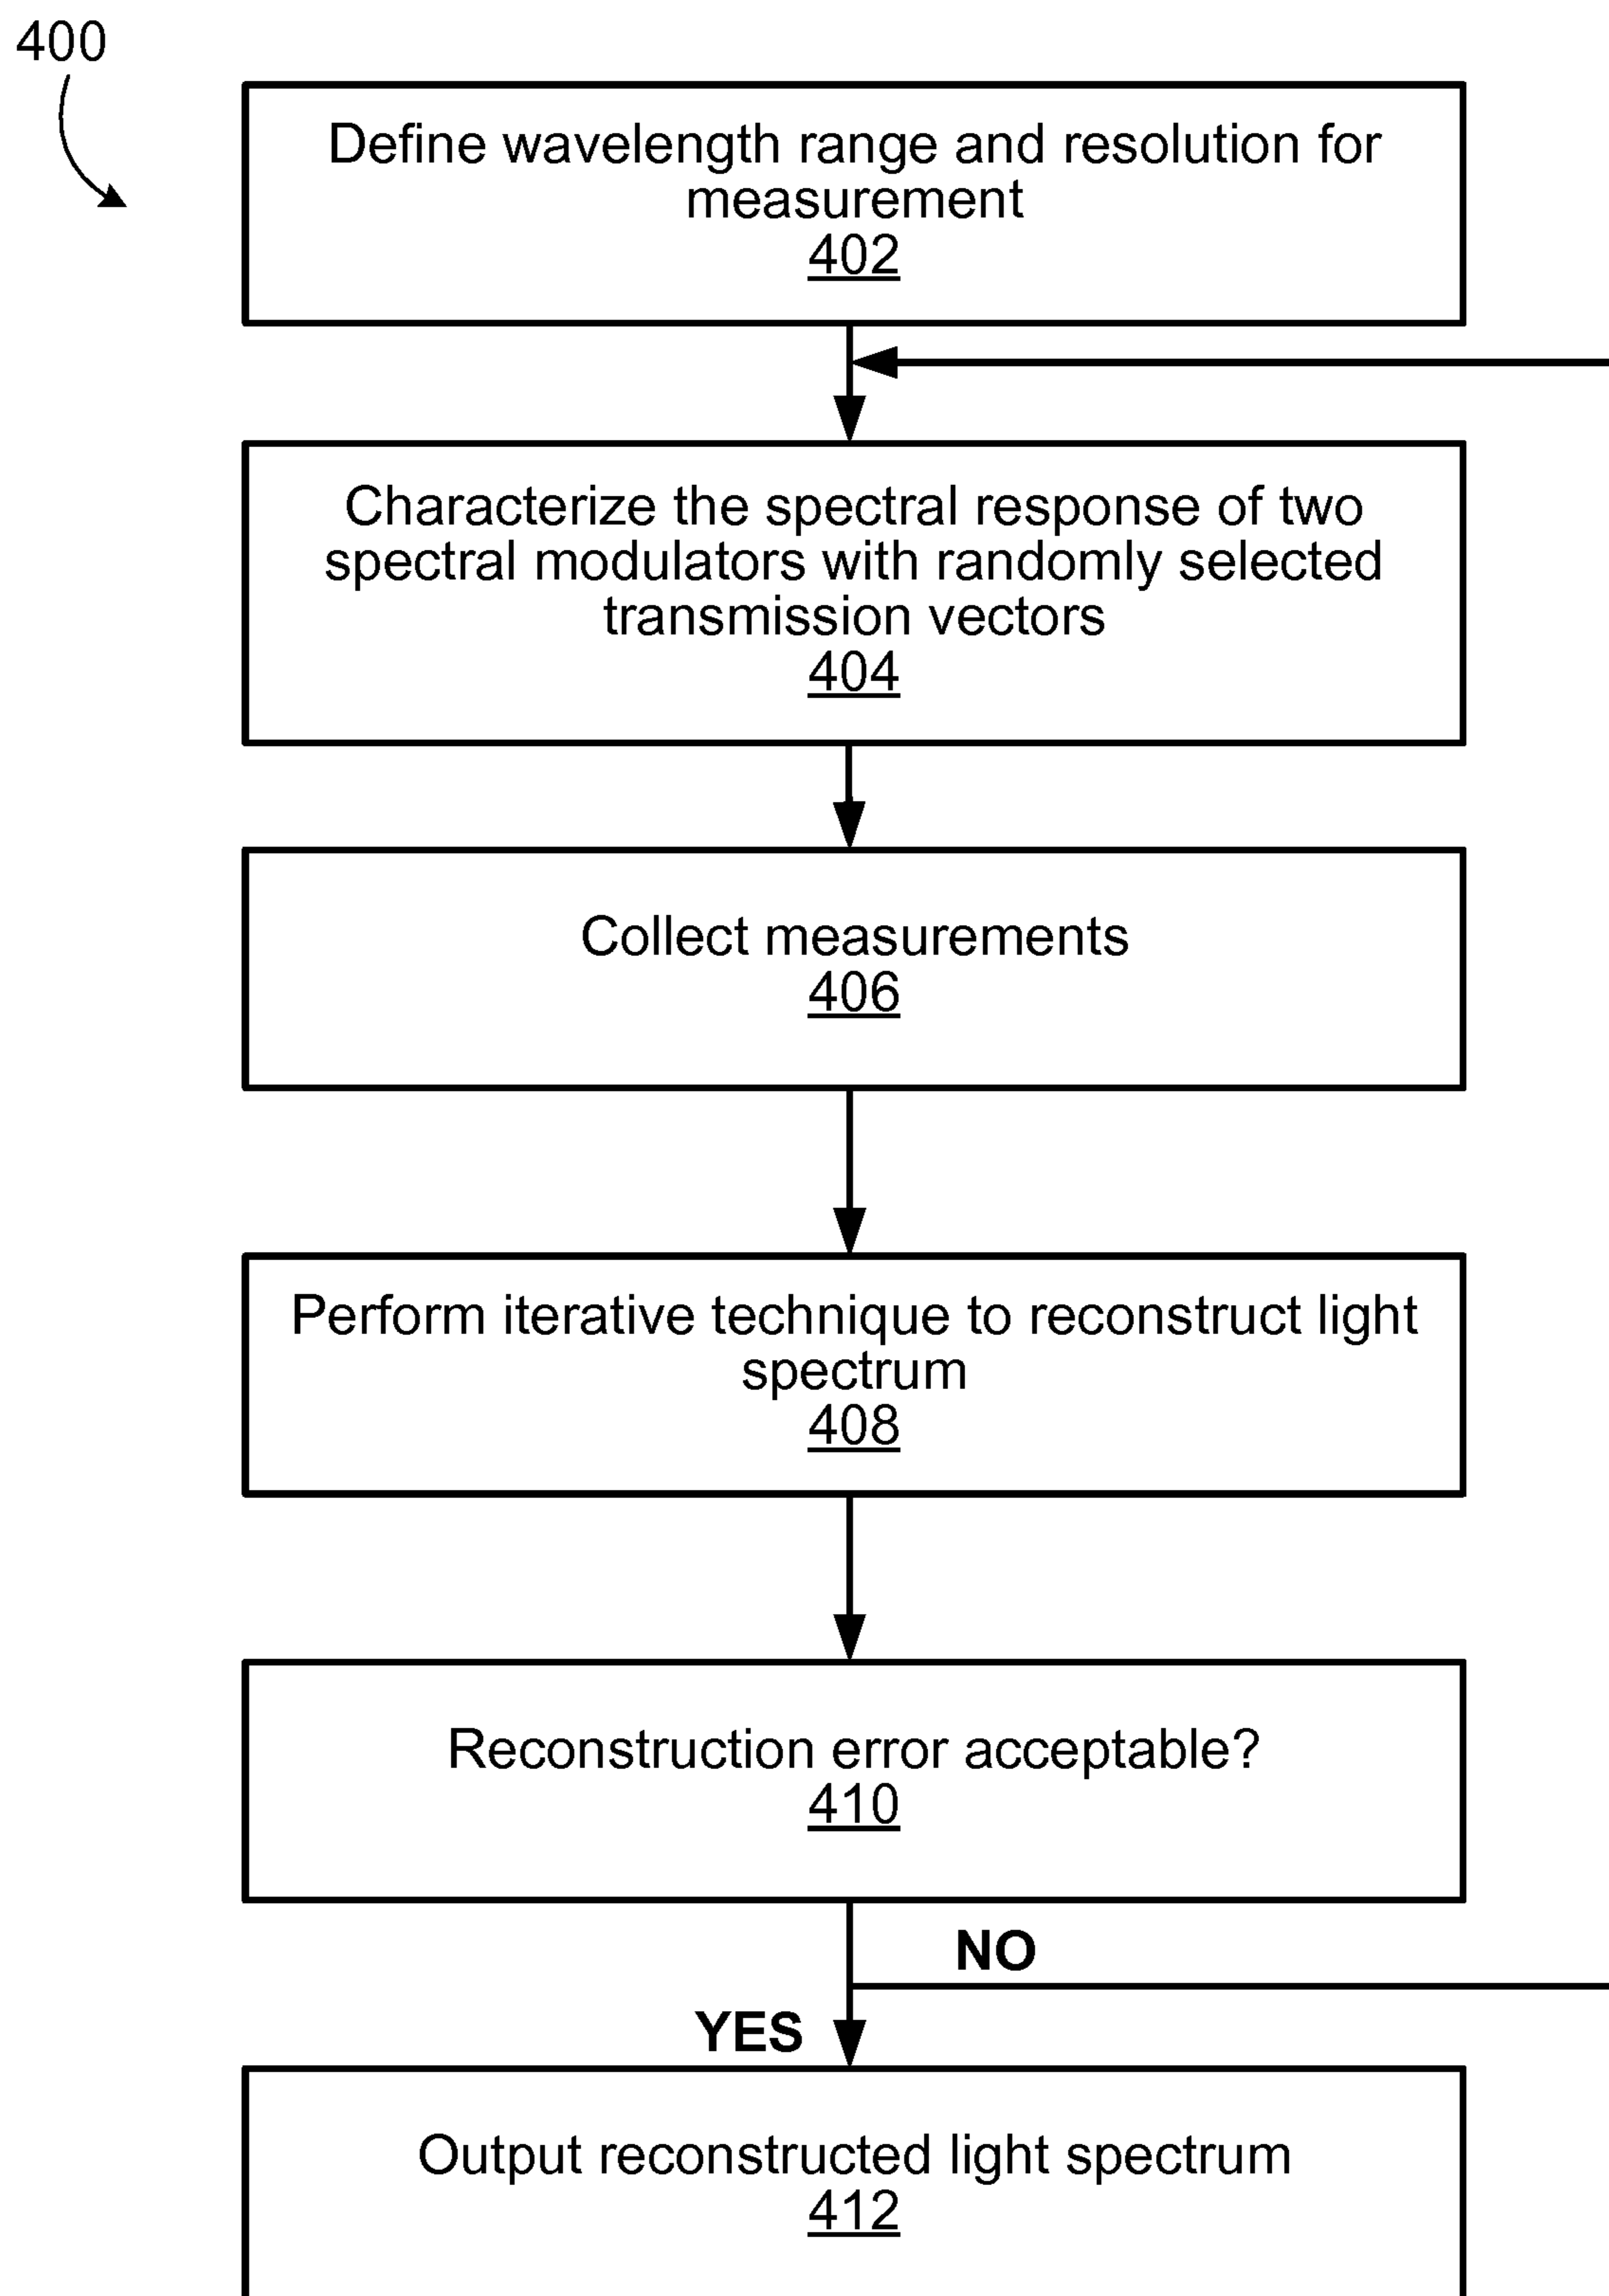 400
Define wavelength range and resolution for
measurement
402
Characterize the spectral response of two
spectral modulators with randomly selected
transmission vectors
404
Collect measurements
406
Perform iterative technique to reconstruct light
spectrum
408
Reconstruction error acceptable?
410
NO
YES
Output reconstructed light spectrum
412